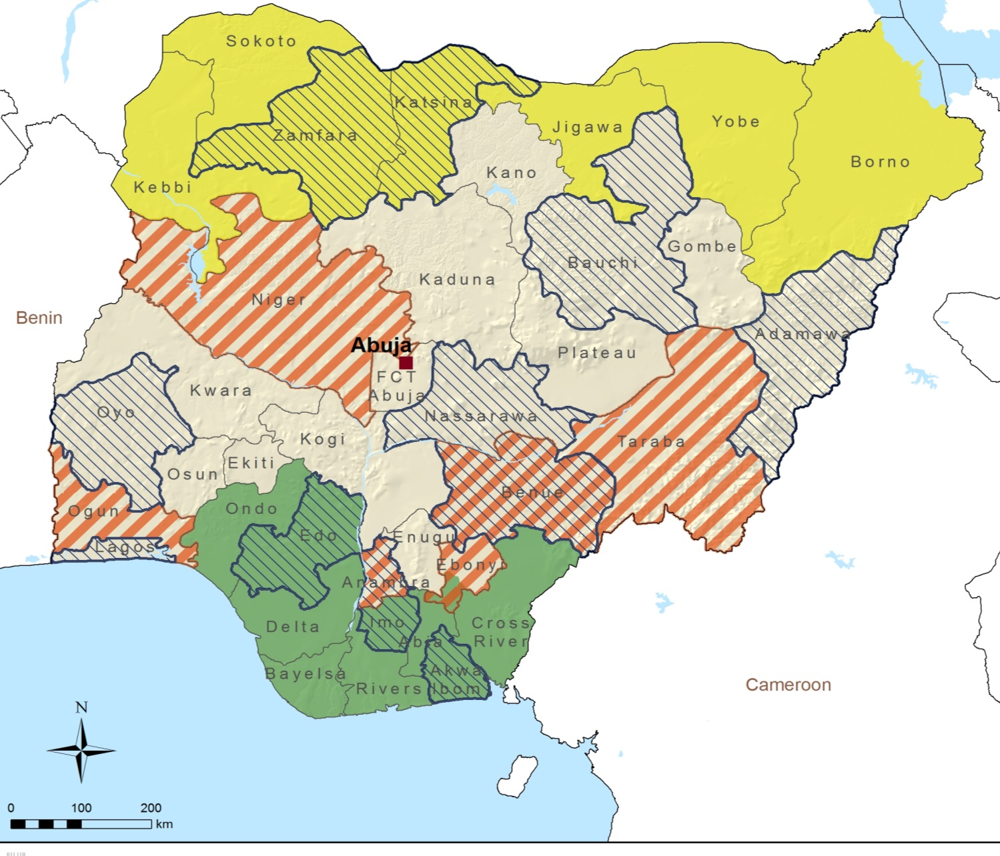 Sokoto
Katsina
Zamfara
Jigawa
Yobe
Borno
Kano
Kebbi
Gombe
Bauchi
Kaduna
Niger
Benin
Adamawa
Abuja
Plateau
FCT
Abuja
Kwara
Oyo
Nassarawa
Kogi
Taraba
Ekiti
Osun
Benue
Ondo
Ogun
Edo
Enugu
Lagos
Ebonyi
Anambra
Imo
Delta
Cross
River
Abia
Akwa
Ibom
Bayelsa
Rivers
Cameroon
N
0 100 200
km